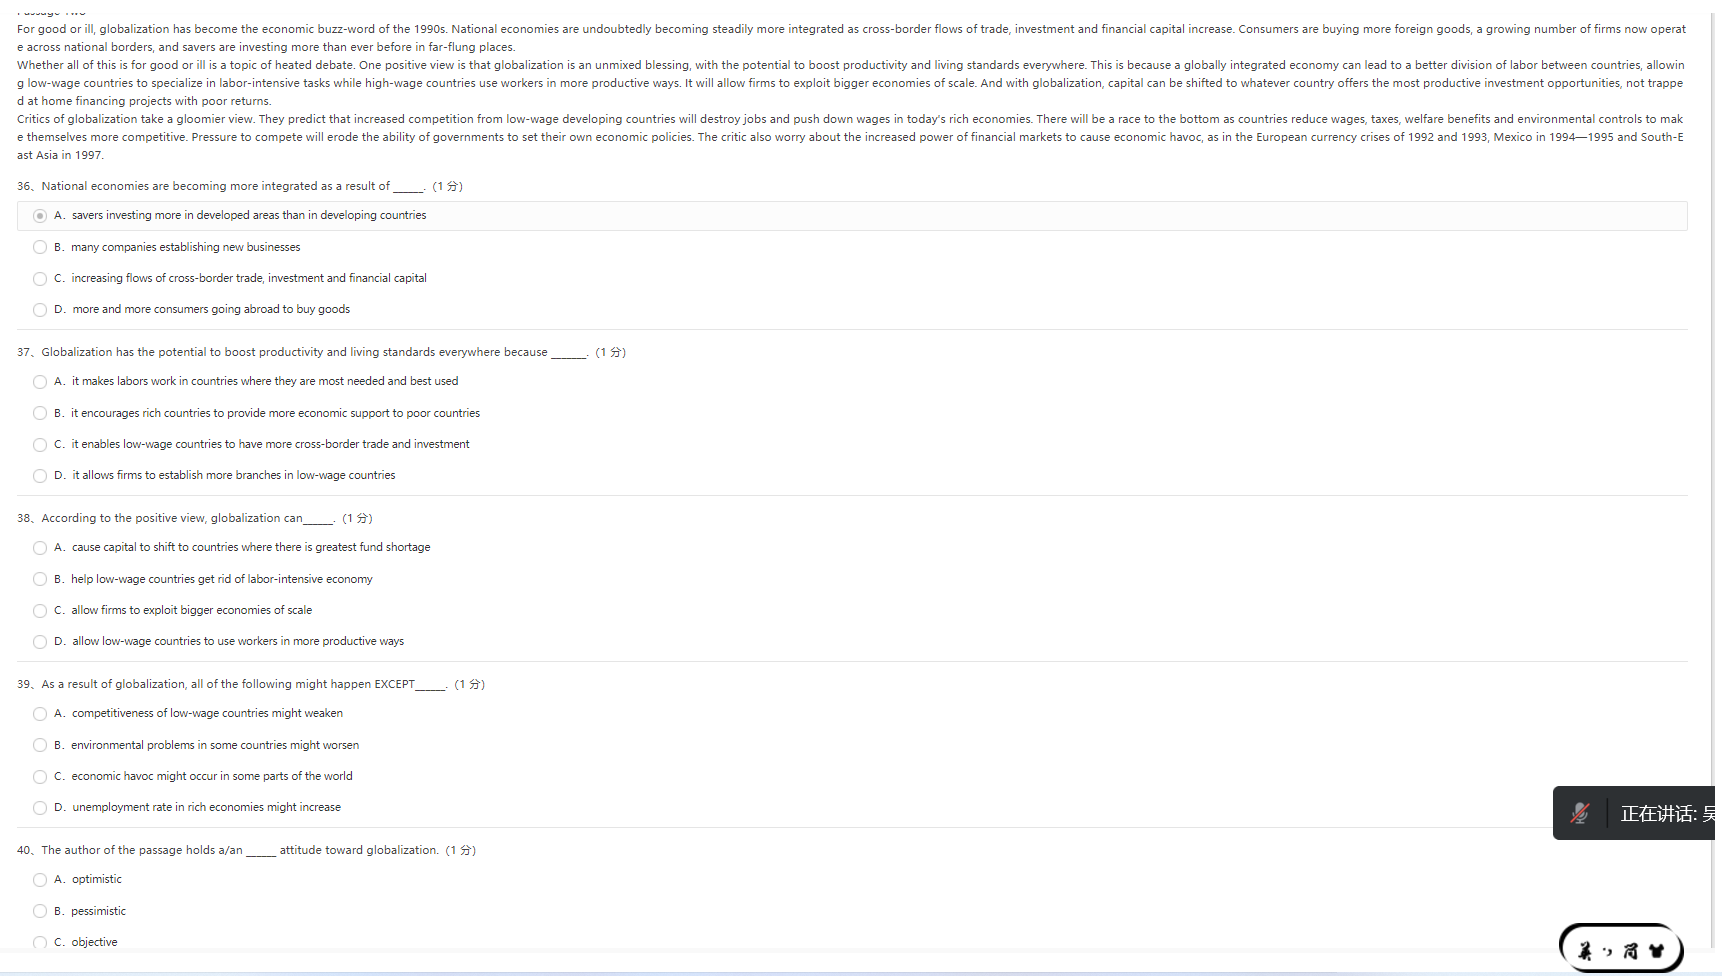 For good or ill, globalization has become the economic buzz-word of the 1990s. National economies are undoubtedly becoming steadily more integrated as cross-border flows of trade, investment and financial capital increase. Consumers are buying more foreign goods, a growing number of firms now operat
e across national borders, and savers are investing more than ever before in far-flung places.
Whether all of this is for good or ill is a topic of heated debate. One positive view is that globalization is an unmixed blessing, with the potential to boost productivity and living standards everywhere. This is because a globally integrated economy can lead to a better division of labor between countries, allowin
g low-wage countries to specialize in labor-intensive tasks while high-wage countries use workers in more productive ways. It will allow firms to exploit bigger economies of scale. And with globalization, capital can be shifted to whatever country offers the most productive investment opportunities, not trappe
d at home financing projects with poor returns.
Critics of globalization take a gloomier view. They predict that increased competition from low-wage developing countries will destroy jobs and push down wages in today's rich economies. There will be a race to the bottom as countries reduce wages, taxes, welfare benefits and environmental controls to mak
e themselves more competitive. Pressure to compete will erode the ability of governments to set their own economic policies. The critic also worry about the increased power of financial markets to cause economic havoc, as in the European currency crises of 1992 and 1993, Mexico in 1994—1995 and South-E
ast Asia in 1997.
36、National economies are becoming more integrated as a result of _____. (1 分)
A. savers investing more in developed areas than in developing countries
B. many companies establishing new businesses
C. increasing flows of cross-border trade, investment and financial capital
D. more and more consumers going abroad to buy goods
37、Globalization has the potential to boost productivity and living standards everywhere because ______. (1 分)
A. it makes labors work in countries where they are most needed and best used
B. it encourages rich countries to provide more economic support to poor countries
C. it enables low-wage countries to have more cross-border trade and investment
D. it allows firms to establish more branches in low-wage countries
38、According to the positive view, globalization can_____. (1 分)
A. cause capital to shift to countries where there is greatest fund shortage
B. help low-wage countries get rid of labor-intensive economy
C. allow firms to exploit bigger economies of scale
D. allow low-wage countries to use workers in more productive ways
39、As a result of globalization, all of the following might happen EXCEPT_____. (1 分)
A. competitiveness of low-wage countries might weaken
B. environmental problems in some countries might worsen
C. economic havoc might occur in some parts of the world
D. unemployment rate in rich economies might increase
正在讲话: 吴
40、The author of the passage holds a/an _____ attitude toward globalization. (1 分)
A. optimistic
B. pessimistic
C. objective